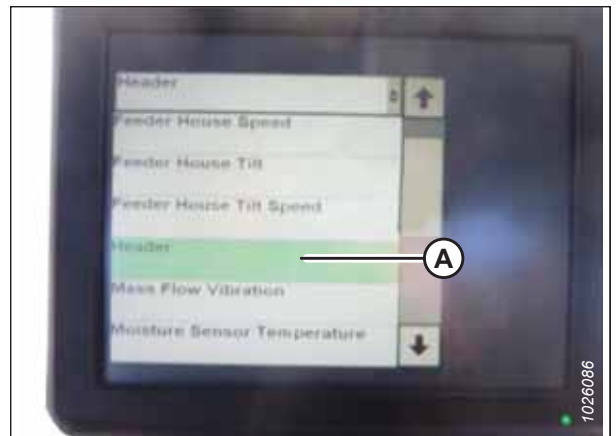 Header
Feeder House Speed
Feeder House Tilt
Feeder House Tilt Speed
Header
A
Mass Flow Vibration
Moisture Sensor Temperature
1026086